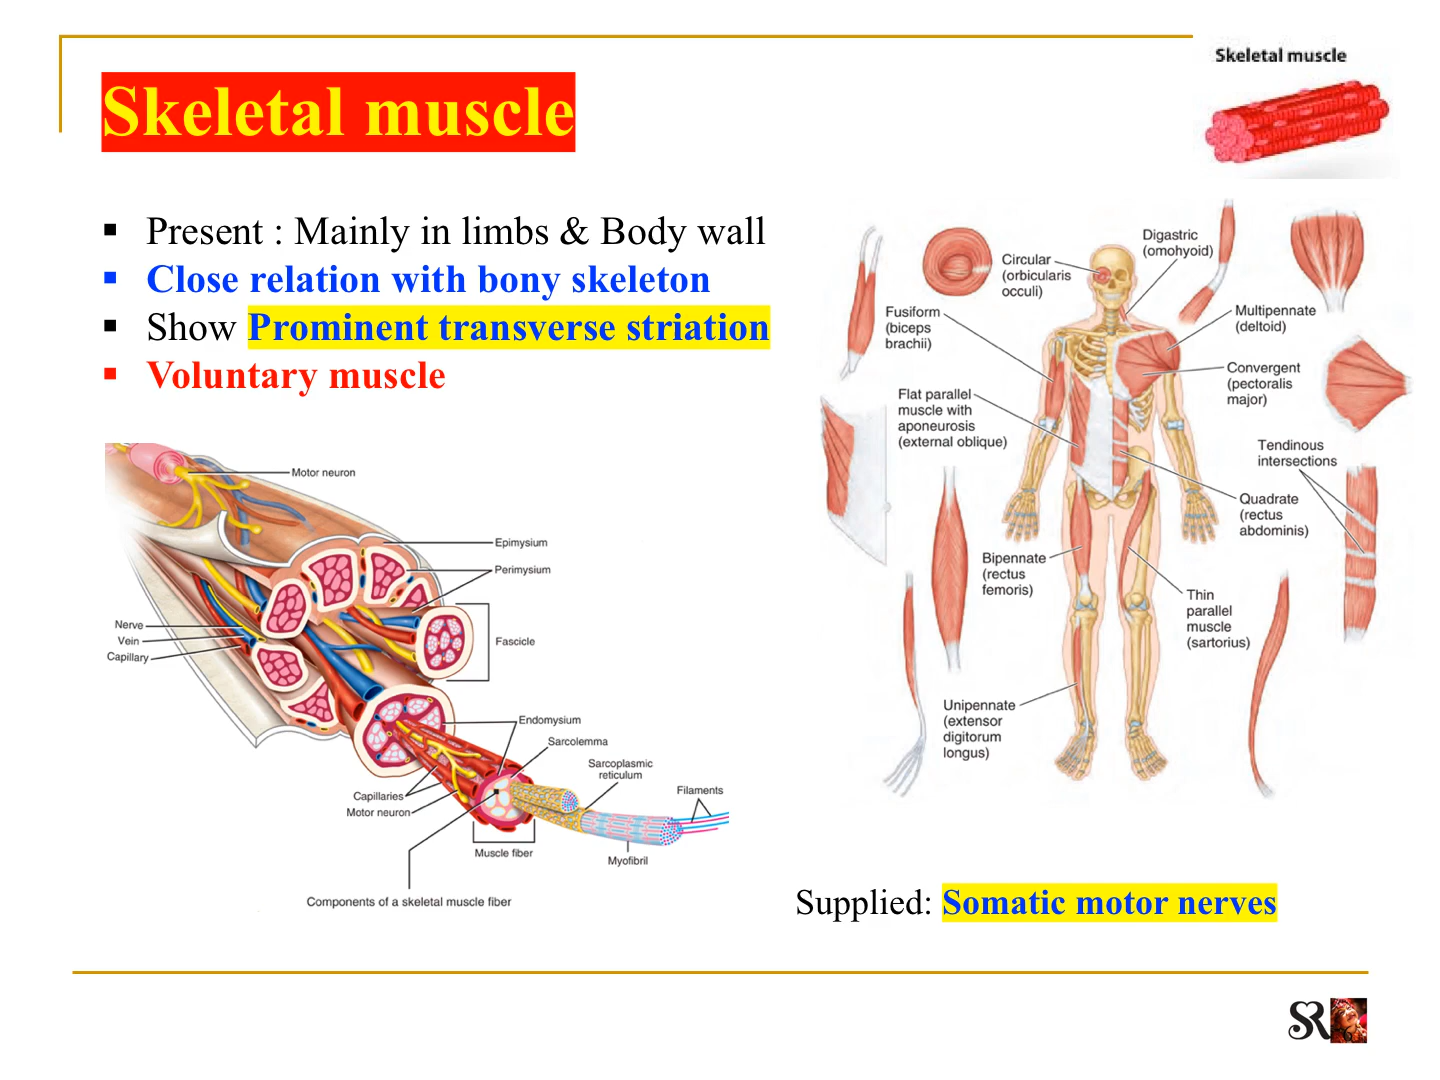 Skeletal muscle
Skeletal muscle
▪ Present : Mainly in limbs & Body wall
▪ Close relation with bony skeleton
▪ Show Prominent transverse striation
▪ Voluntary muscle
Motor neuron
Epimysium
Perimysium
Nerve
Vein
Capillary
Fascicle
Endomysium
Sarcolemma
Sarcoplasmic
reticulum
Capillaries
Motor neuron
Filaments
Muscle fiber
Myofibril
Components of a skeletal muscle fiber
Circular
(orbicularis
occuli)
Digastric
(omohyoid)
Fusiform
(biceps
brachii)
Multipennate
(deltoid)
Convergent
(pectoralis
major)
Flat parallel
muscle with
aponeurosis
(external oblique)
Tendinous
intersections
Quadrate
(rectus
abdominis)
Bipennate
(rectus
femoris)
Thin
parallel
muscle
(sartorius)
Unipennate
(extensor
digitorum
longus)
Supplied: Somatic motor nerves
SR